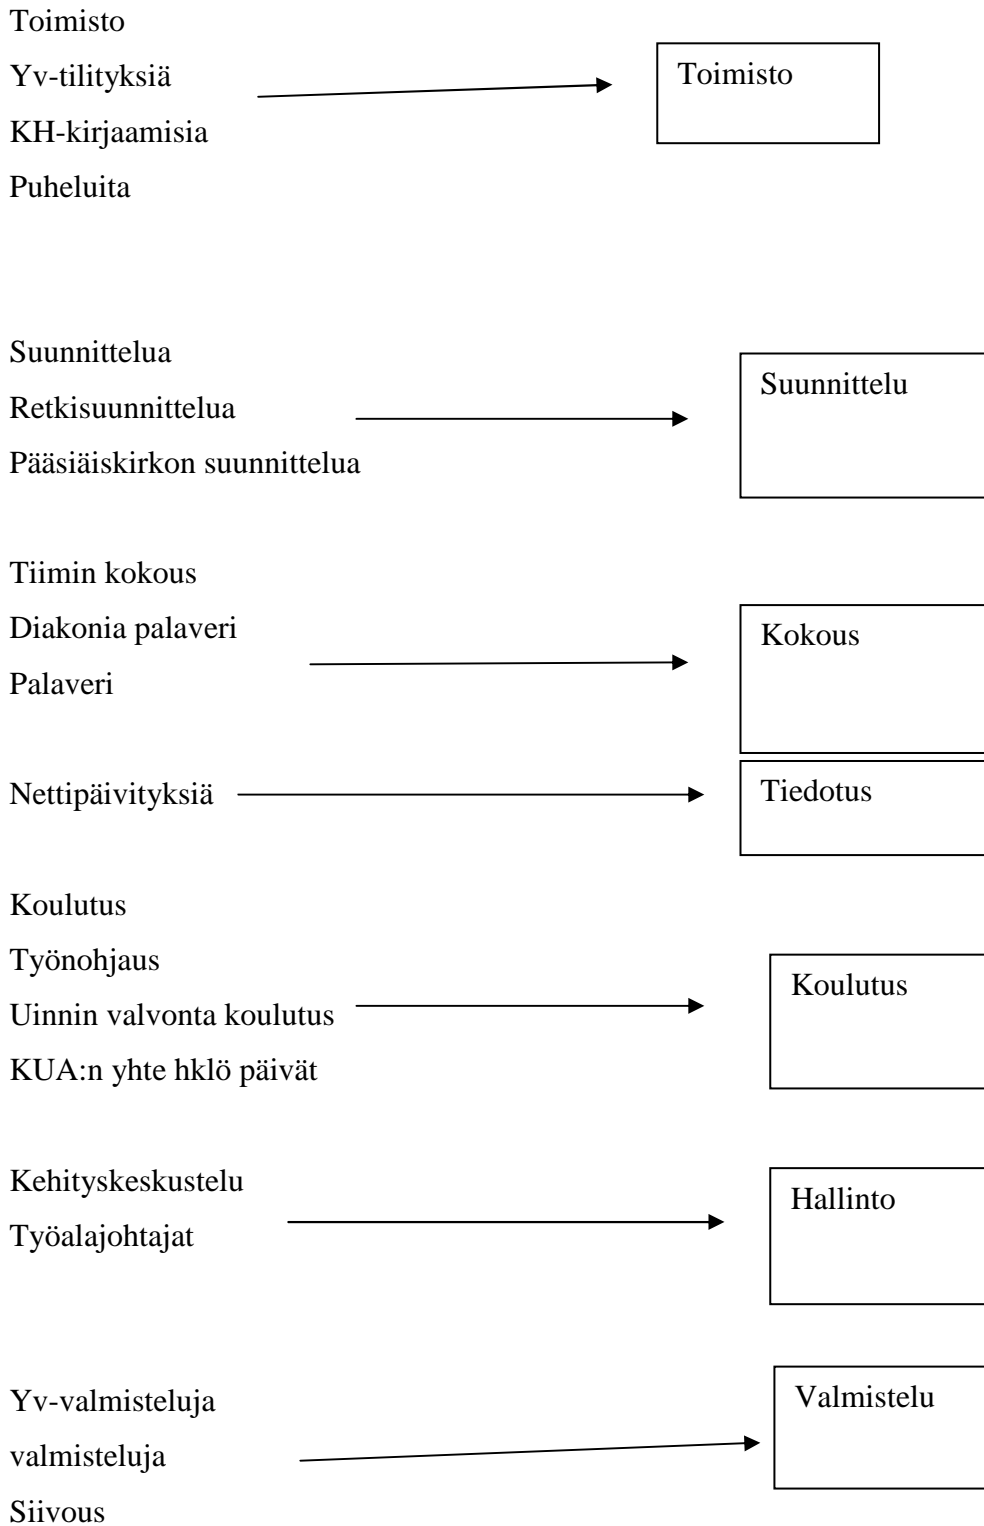 Toimisto
Yv-tilityksiä
Toimisto
KH-kirjaamisia
Puheluita
Suunnittelua
Suunnittelu
Retkisuunnittelua
Pääsiäiskirkon suunnittelua
Tiimin kokous
Diakonia palaveri
Kokous
Palaveri
Nettipäivityksiä
Tiedotus
Koulutus
Työnohjaus
Koulutus
Uinnin valvonta koulutus
KUA:n yhte hklö päivät
Kehityskeskustelu
Hallinto
Työalajohtajat
Yv-valmisteluja
Valmistelu
valmisteluja
Siivous